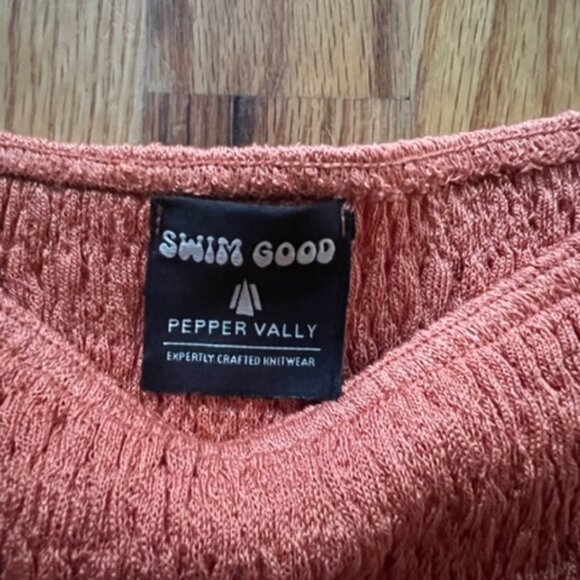 SWIM GOOD
PEPPER VALLY
EXPERTLY CRAFTED KNITWEAR